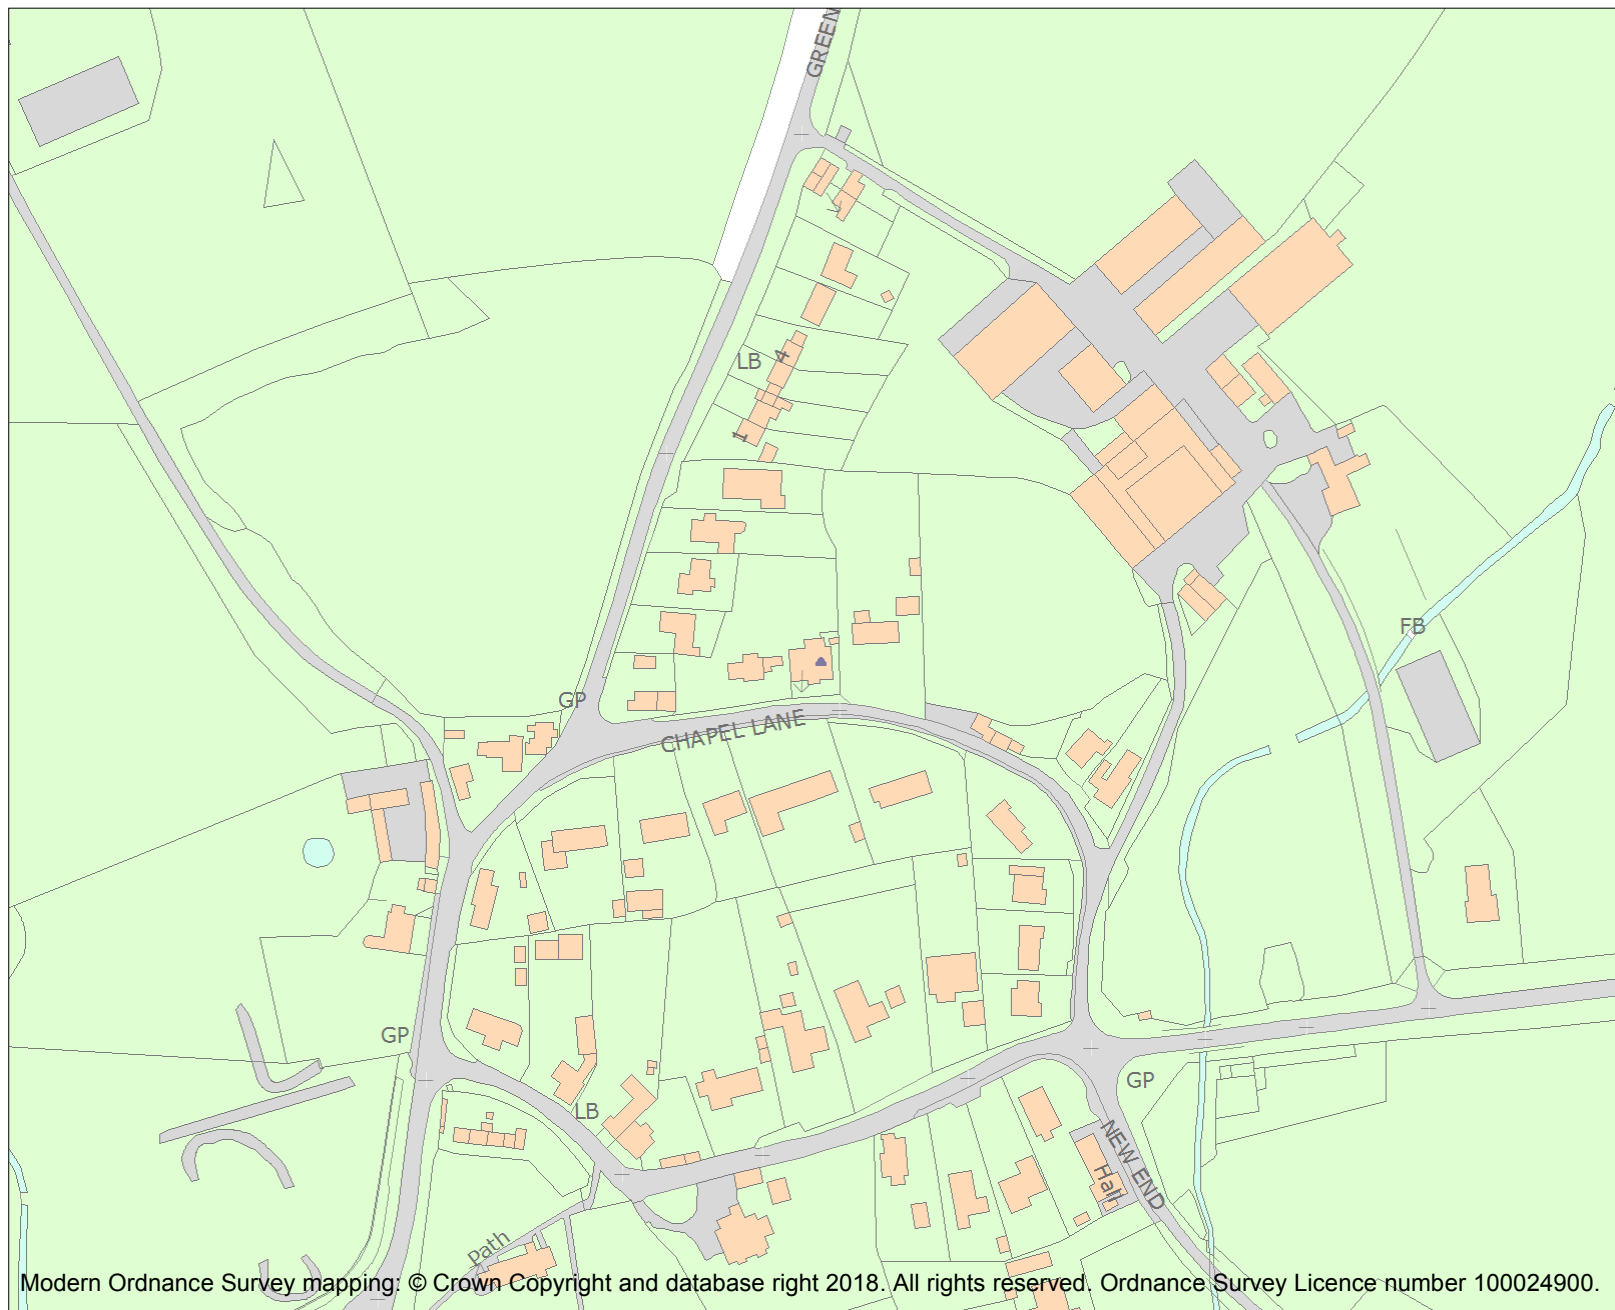 GREEN
LB
4
1
FB
GP
CHAPEL LANE
GP
GP
LB
NEW END
Hall
Path
Modern Ordnance Survey mapping: © Crown Copyright and database right 2018. All rights reserved. Ordnance Survey Licence number 100024900.